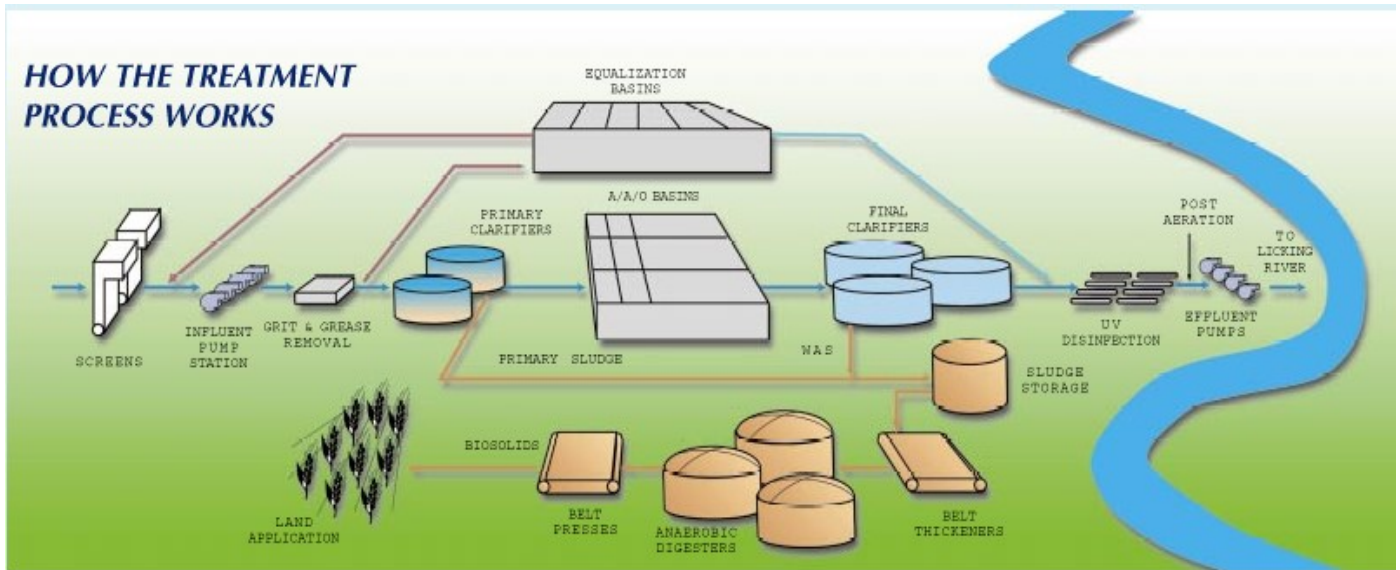 HOW THE TREATMENT
PROCESS WORKS
EQUALIZATION
BASINS
A/A/O BASINS
PRIMARY
CLARIFIERS
FINAL
CLARIFIERS
POST
AERATION
TO
LICKING
RIVER
SCREENS
INFLUENT
PUMP
STATION
GRIT & GREASE
REMOVAL
PRIMARY SLUDGE
WAS
UV
DISINFECTION
EFFLUENT
PUMPS
SLUDGE
STORAGE
BIOSOLIDS
LAND
APPLICATION
BELT
PRESSES
ANAEROBIC
DIGESTERS
BELT
THICKENERS